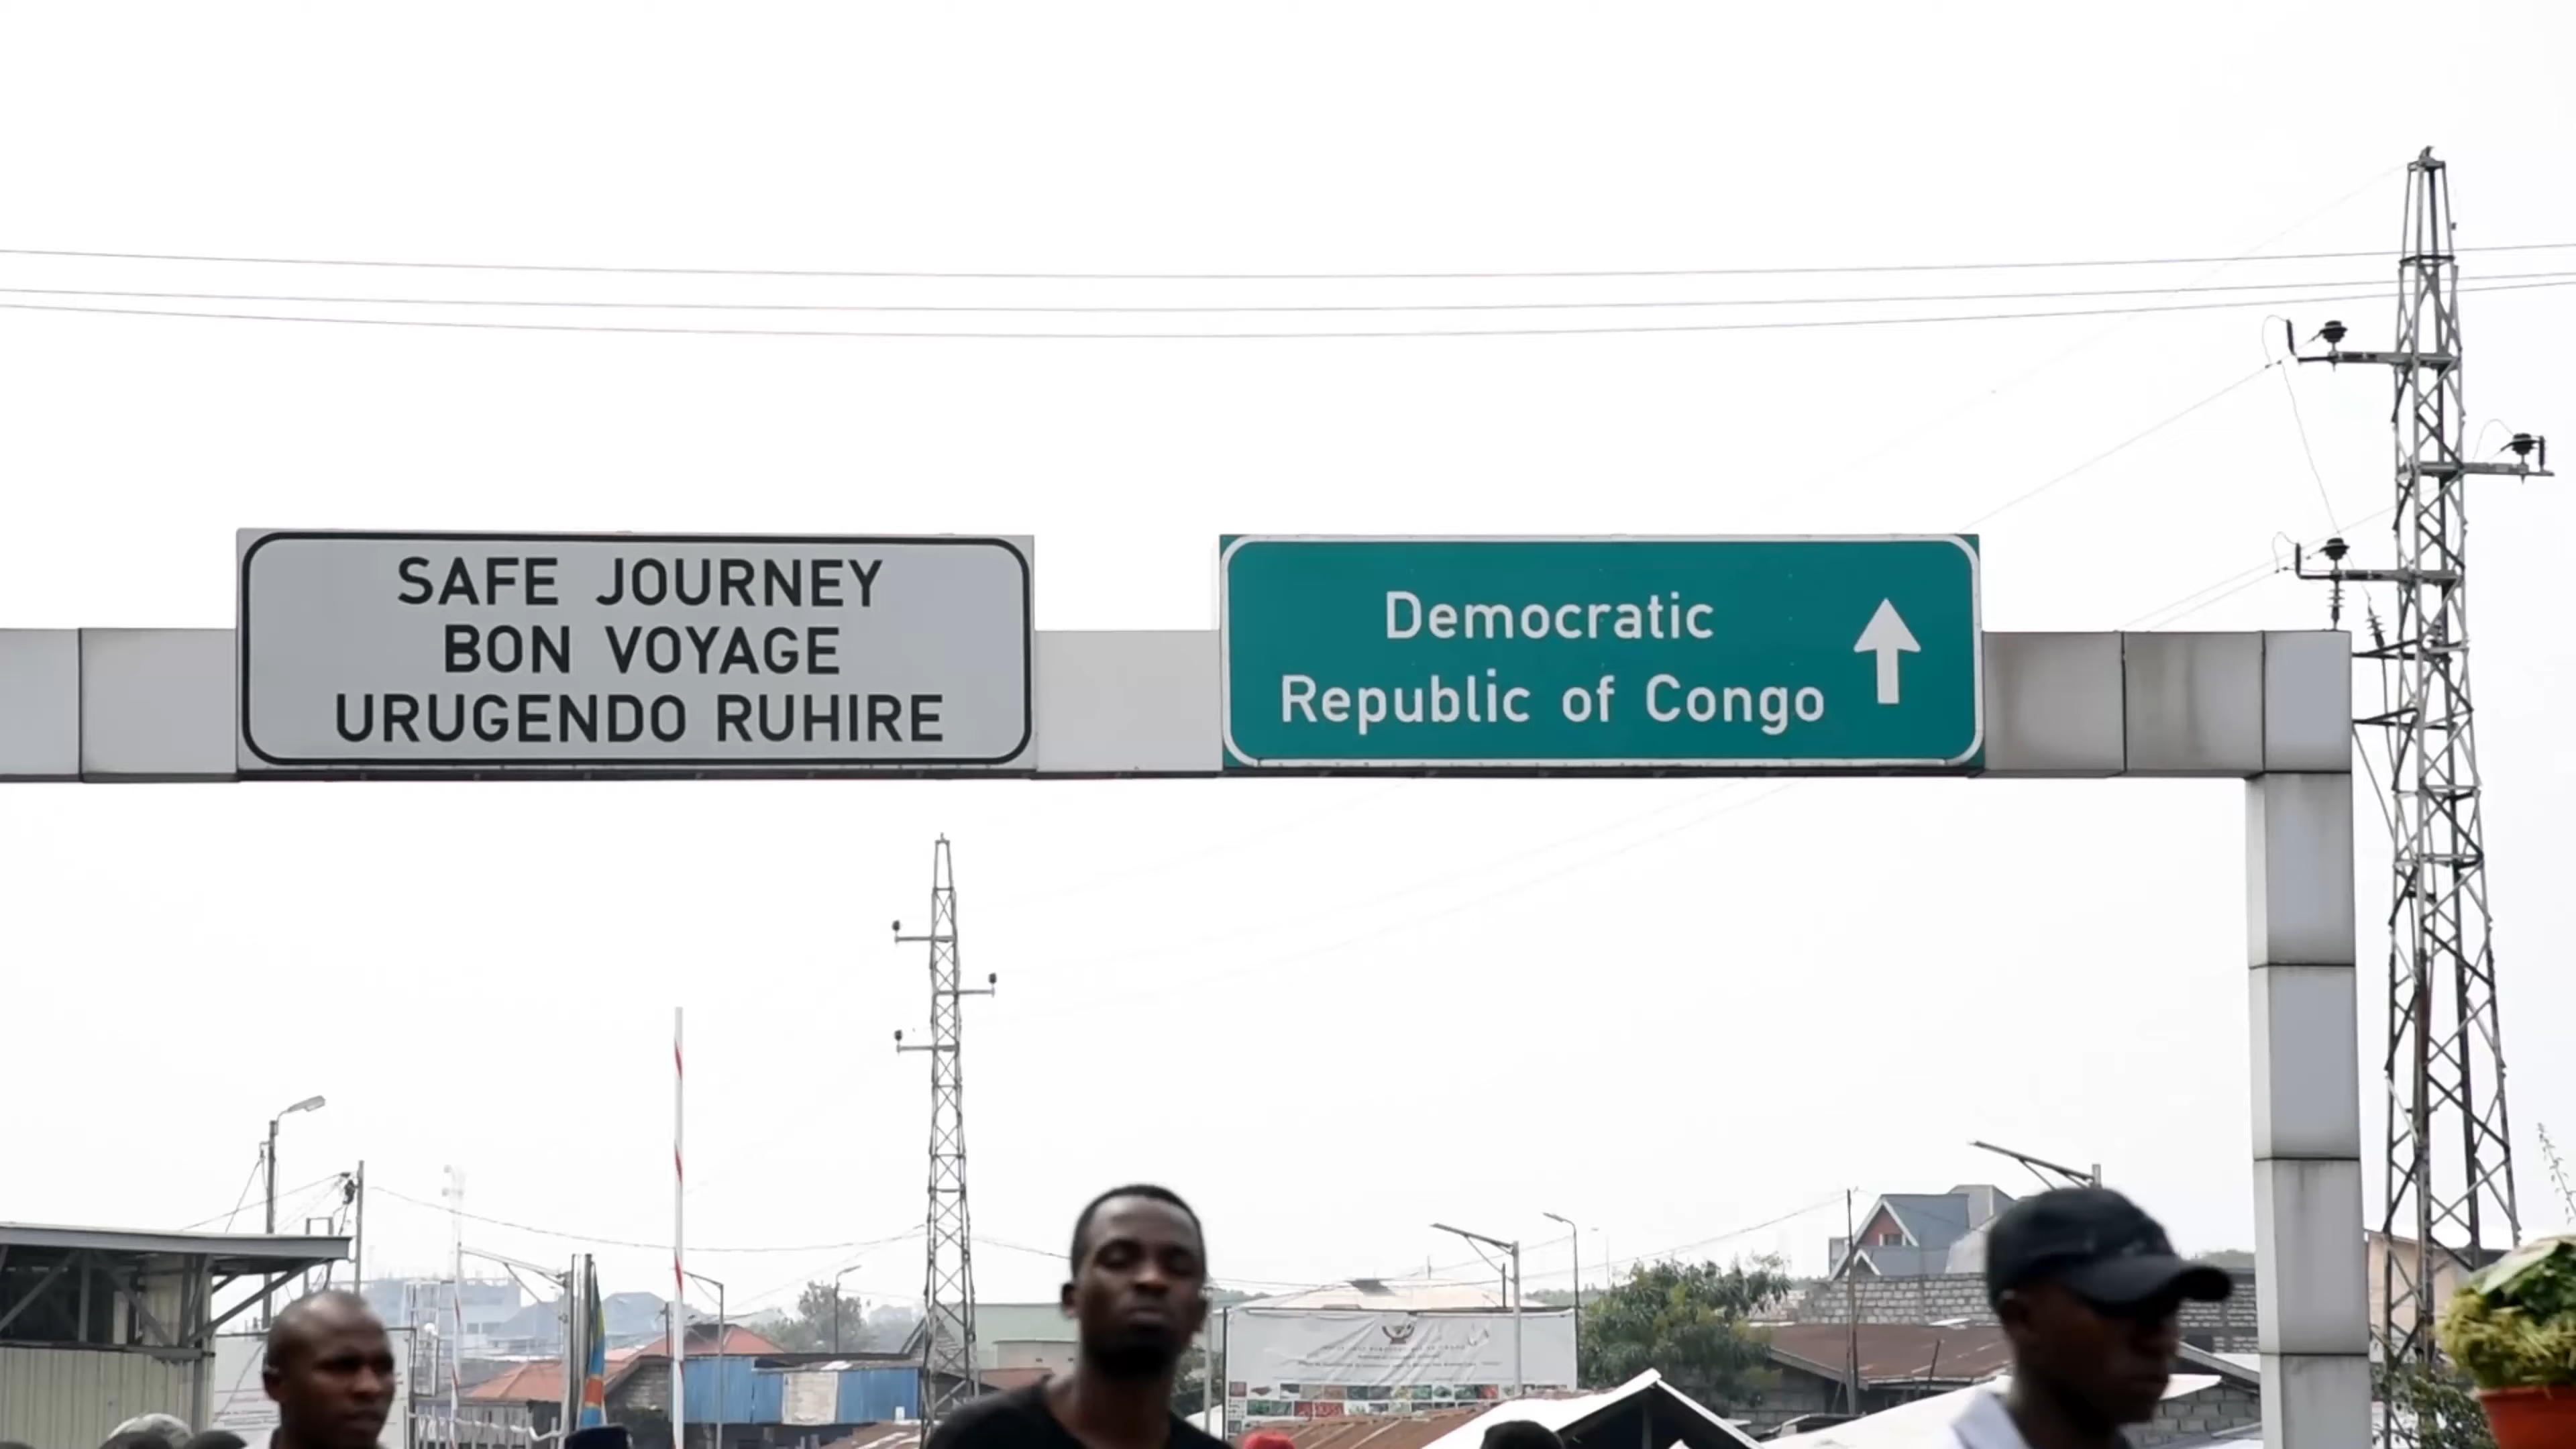 SAFE JOURNEY
BON VOYAGE
URUGENDO RUHIRE
Democratic
Republic of Congo